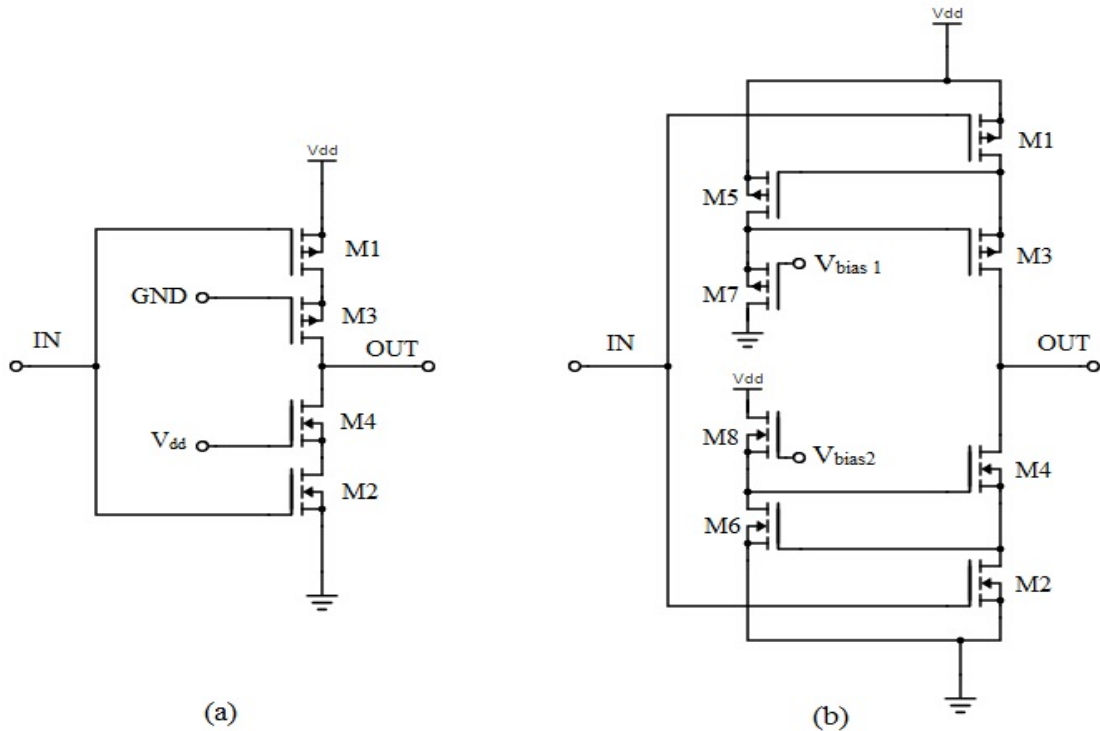 Vdd
M1
GND
M3
IN
OUT
M4
Vdd
M2
(a)
Vdd
M1
M5
M3
Vbias 1
M7
IN
OUT
Vdd
M8
Vbias2
M4
M6
M2
(b)